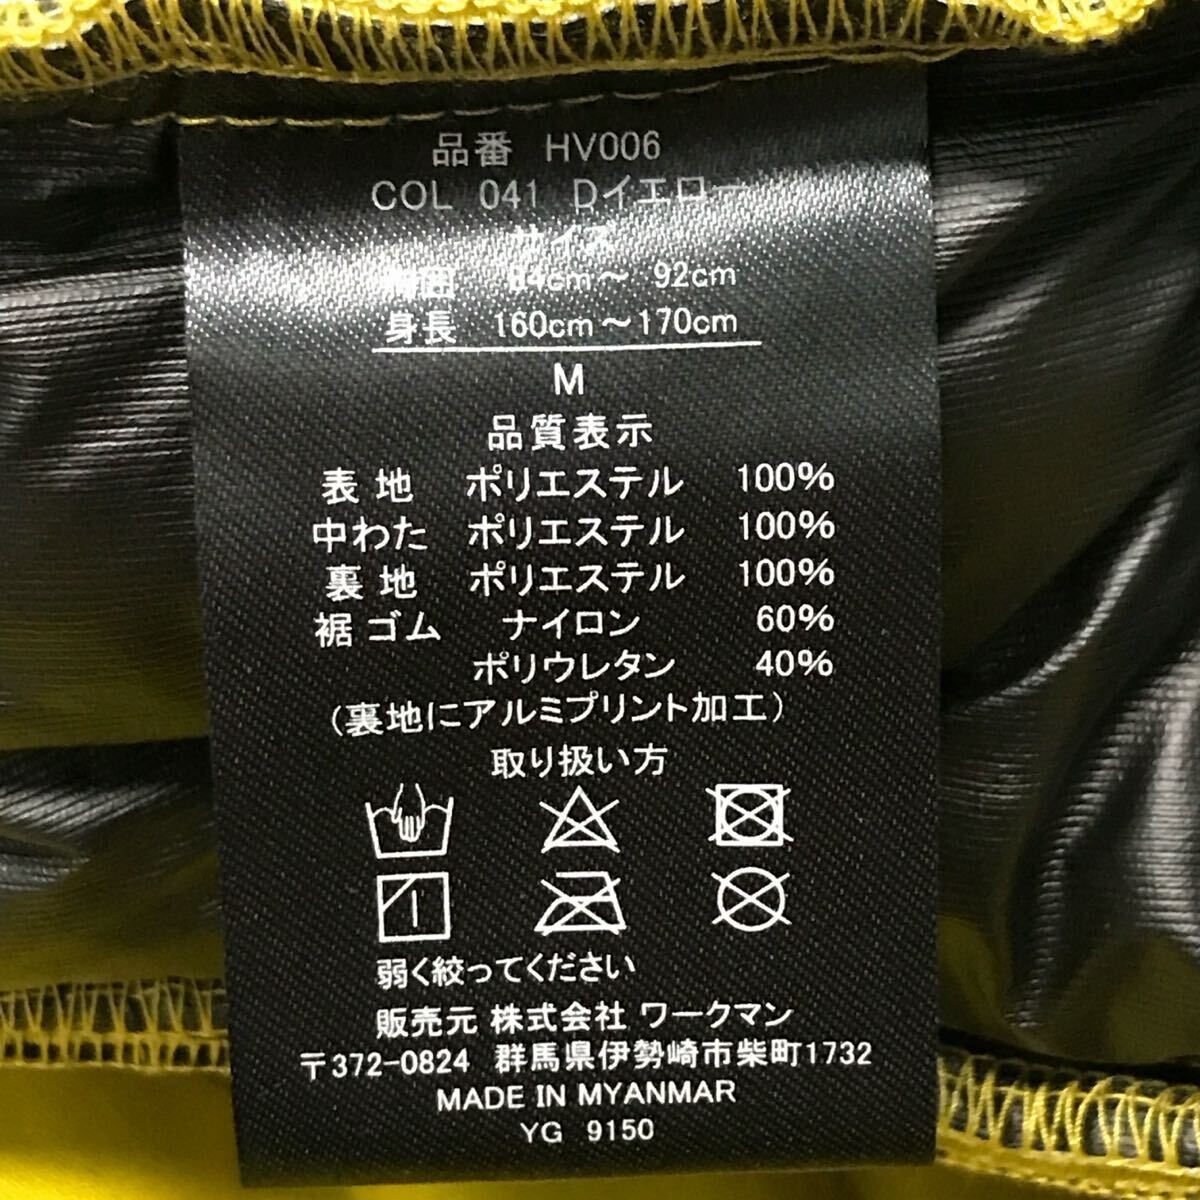 品番 HV006
COL 041 Dイエロー
サイズ
84cm～ 92cm
身長 160cm～170cm
M
品質表示
表地 ポリエステル 100%
中わた ポリエステル 100%
裏地 ポリエステル 100%
裾ゴム ナイロン 60%
ポリウレタン 40%
（裏地にアルミプリント加工）
取り扱い方
弱く絞ってください
販売元 株式会社 ワークマン
〒372-0824 群馬県伊勢崎市柴町1732
MADE IN MYANMAR
YG 9150